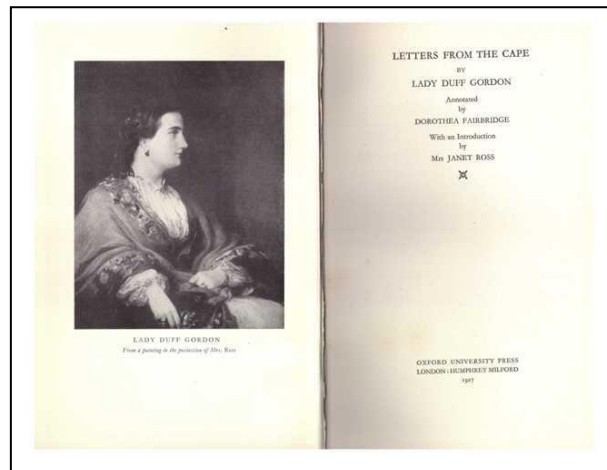 LADY DUFF GORDON
From a painting in the possession of Mrs. Ross
LETTERS FROM THE CAPE
BY
LADY DUFF GORDON
Annotated
by
DOROTHEA FAIRBRIDGE
With an Introduction
by
Mrs JANET ROSS
OXFORD UNIVERSITY PRESS
LONDON : HUMPHREY MILFORD
1927